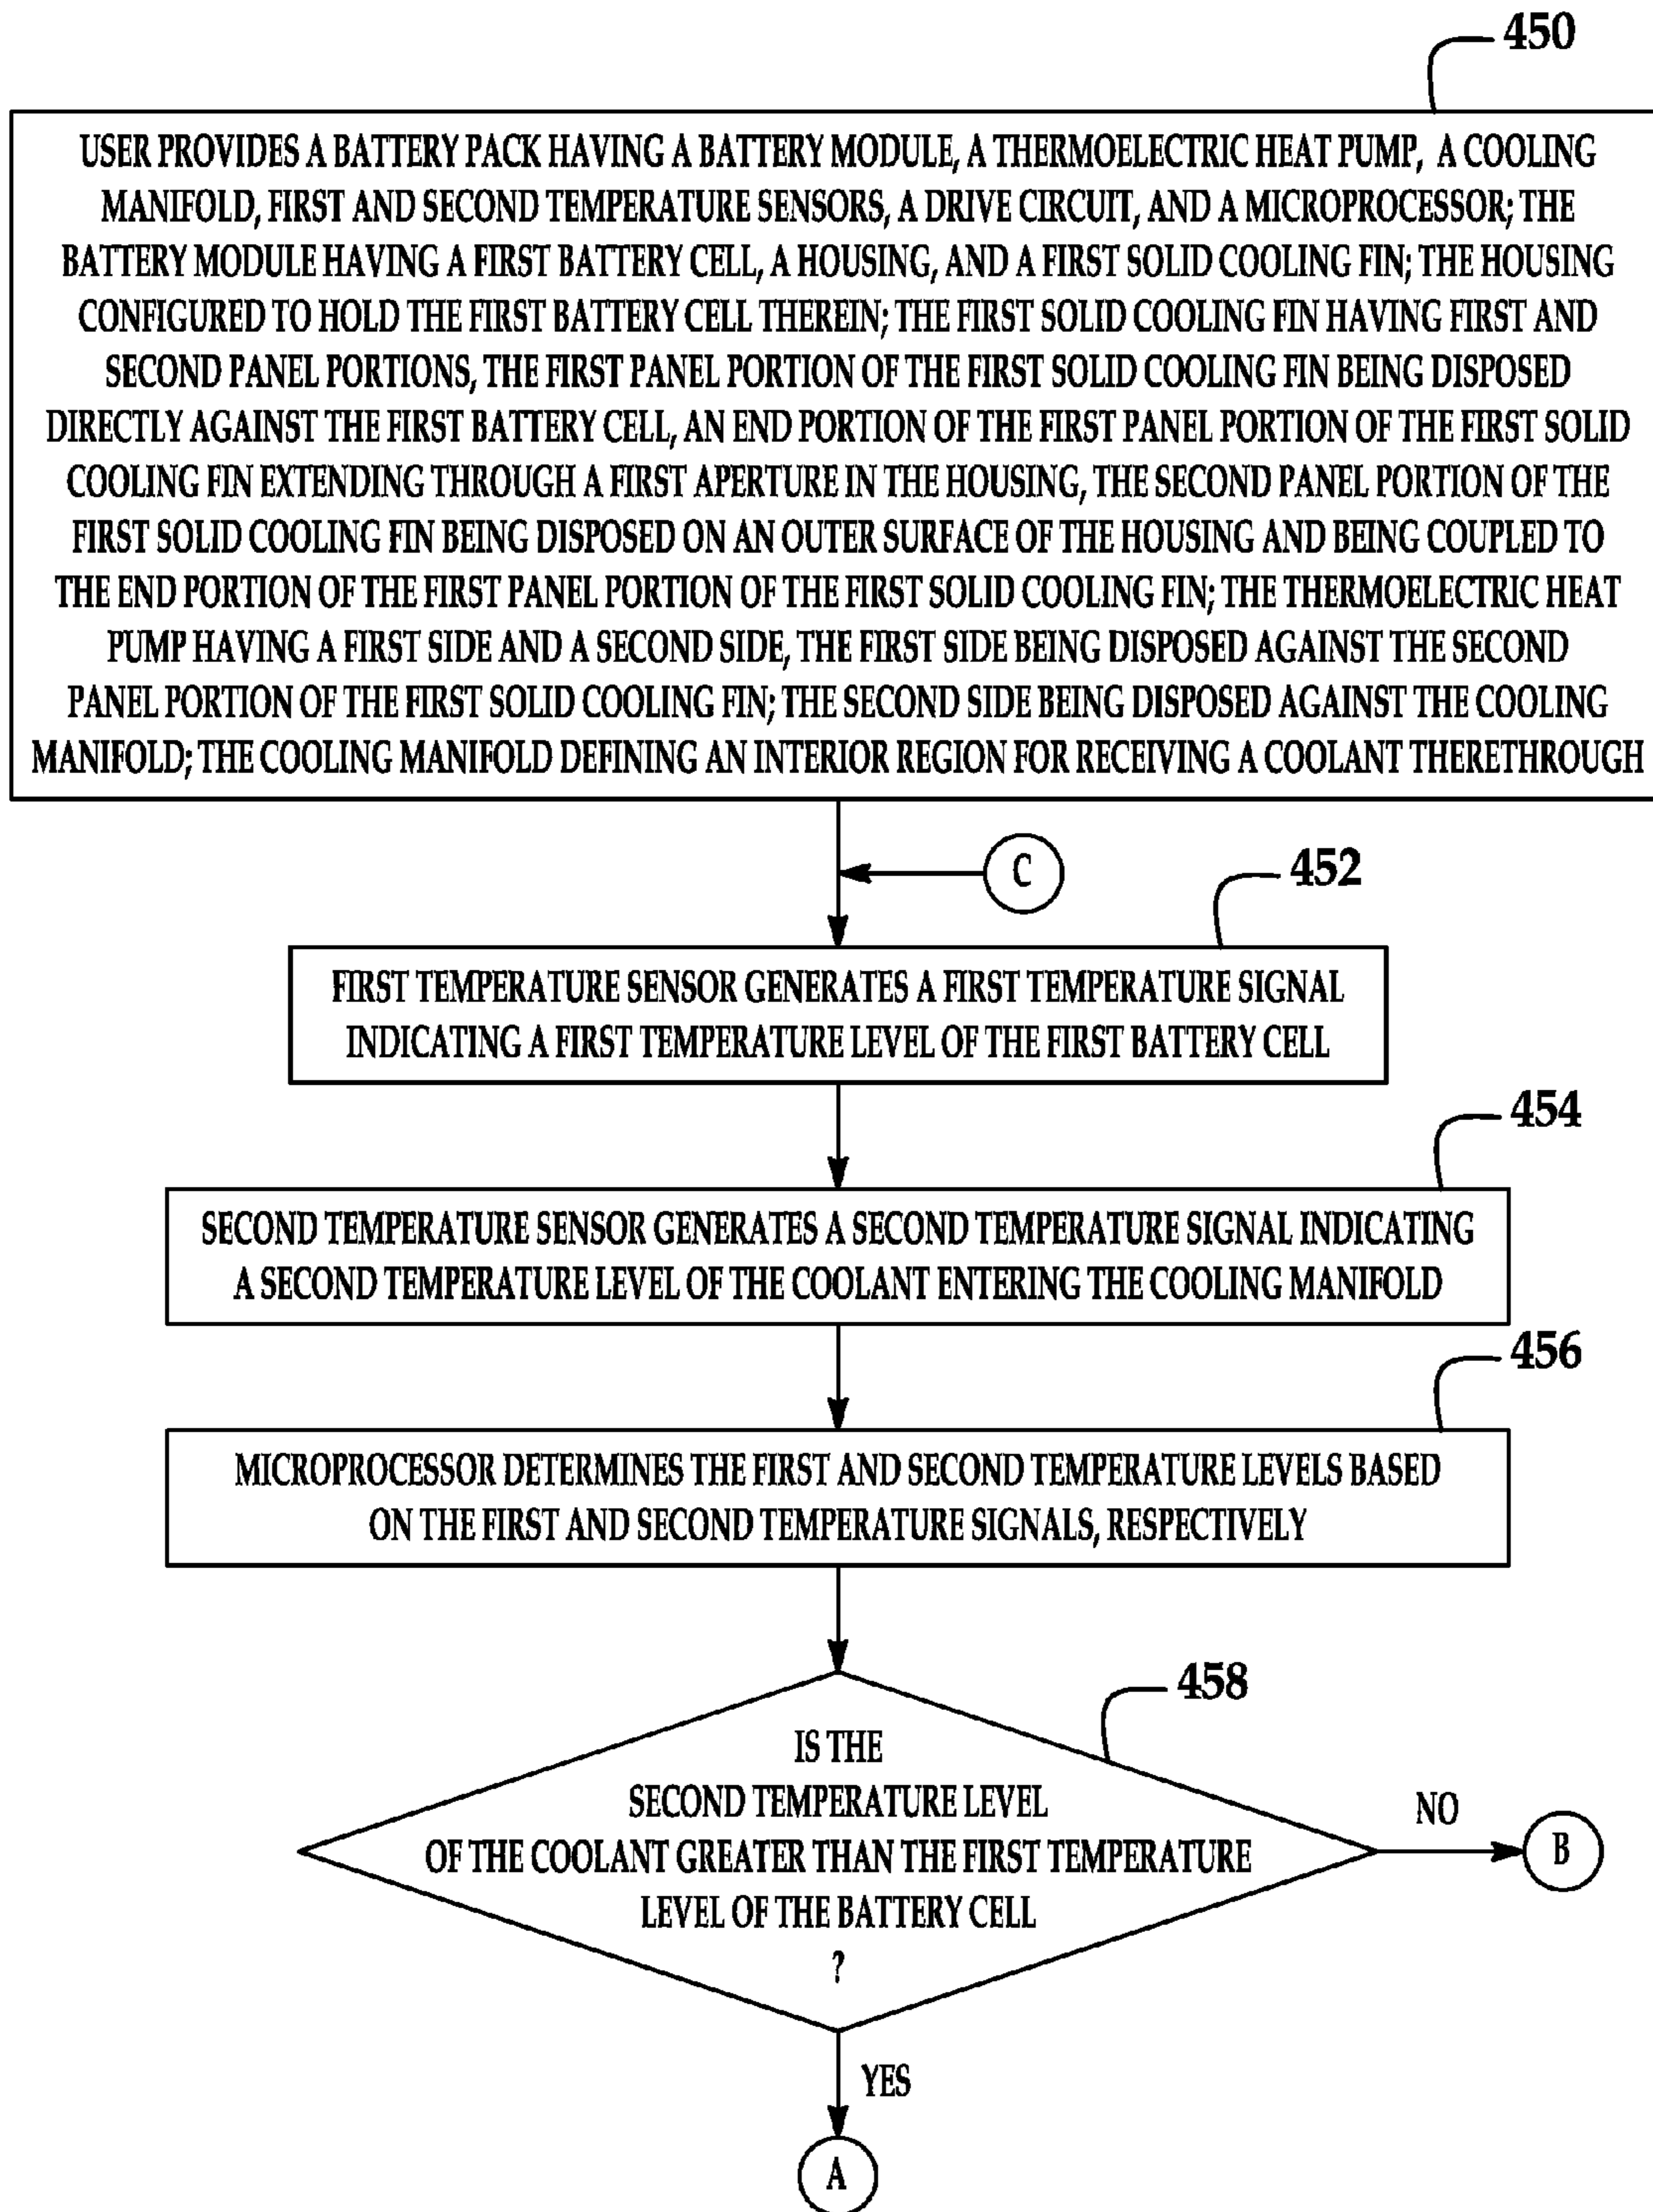 450
USER PROVIDES A BATTERY PACK HAVING A BATTERY MODULE, A THERMOELECTRIC HEAT PUMP, A COOLING
MANIFOLD, FIRST AND SECOND TEMPERATURE SENSORS, A DRIVE CIRCUIT, AND A MICROPROCESSOR; THE
BATTERY MODULE HAVING A FIRST BATTERY CELL, A HOUSING, AND A FIRST SOLID COOLING FIN; THE HOUSING
CONFIGURED TO HOLD THE FIRST BATTERY CELL THEREIN; THE FIRST SOLID COOLING FIN HAVING FIRST AND
SECOND PANEL PORTIONS, THE FIRST PANEL PORTION OF THE FIRST SOLID COOLING FIN BEING DISPOSED
DIRECTLY AGAINST THE FIRST BATTERY CELL, AN END PORTION OF THE FIRST PANEL PORTION OF THE FIRST SOLID
COOLING FIN EXTENDING THROUGH A FIRST APERTURE IN THE HOUSING, THE SECOND PANEL PORTION OF THE
FIRST SOLID COOLING FIN BEING DISPOSED ON AN OUTER SURFACE OF THE HOUSING AND BEING COUPLED TO
THE END PORTION OF THE FIRST PANEL PORTION OF THE FIRST SOLID COOLING FIN; THE THERMOELECTRIC HEAT
PUMP HAVING A FIRST SIDE AND A SECOND SIDE, THE FIRST SIDE BEING DISPOSED AGAINST THE SECOND
PANEL PORTION OF THE FIRST SOLID COOLING FIN; THE SECOND SIDE BEING DISPOSED AGAINST THE COOLING
MANIFOLD; THE COOLING MANIFOLD DEFINING AN INTERIOR REGION FOR RECEIVING A COOLANT THERETHROUGH
C
452
FIRST TEMPERATURE SENSOR GENERATES A FIRST TEMPERATURE SIGNAL
INDICATING A FIRST TEMPERATURE LEVEL OF THE FIRST BATTERY CELL
454
SECOND TEMPERATURE SENSOR GENERATES A SECOND TEMPERATURE SIGNAL INDICATING
A SECOND TEMPERATURE LEVEL OF THE COOLANT ENTERING THE COOLING MANIFOLD
456
MICROPROCESSOR DETERMINES THE FIRST AND SECOND TEMPERATURE LEVELS BASED
ON THE FIRST AND SECOND TEMPERATURE SIGNALS, RESPECTIVELY
458
IS THE
SECOND TEMPERATURE LEVEL
OF THE COOLANT GREATER THAN THE FIRST TEMPERATURE
LEVEL OF THE BATTERY CELL
?
NO
B
YES
A